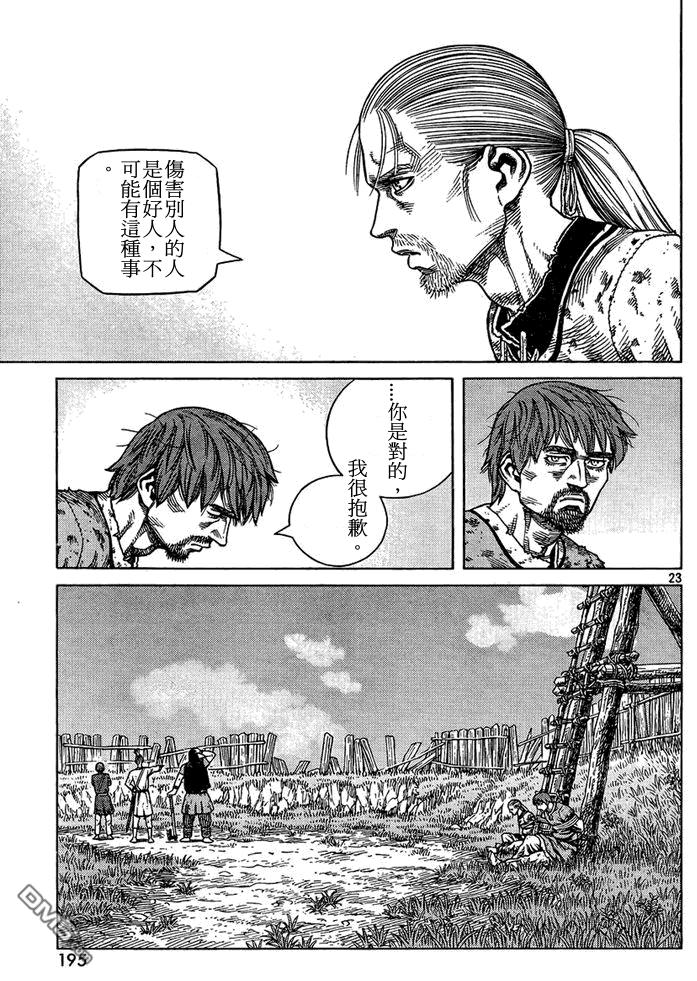 傷害別人的人
是個好人，不
可能有這種事
。
……你是對的，
我很抱歉。
23
195